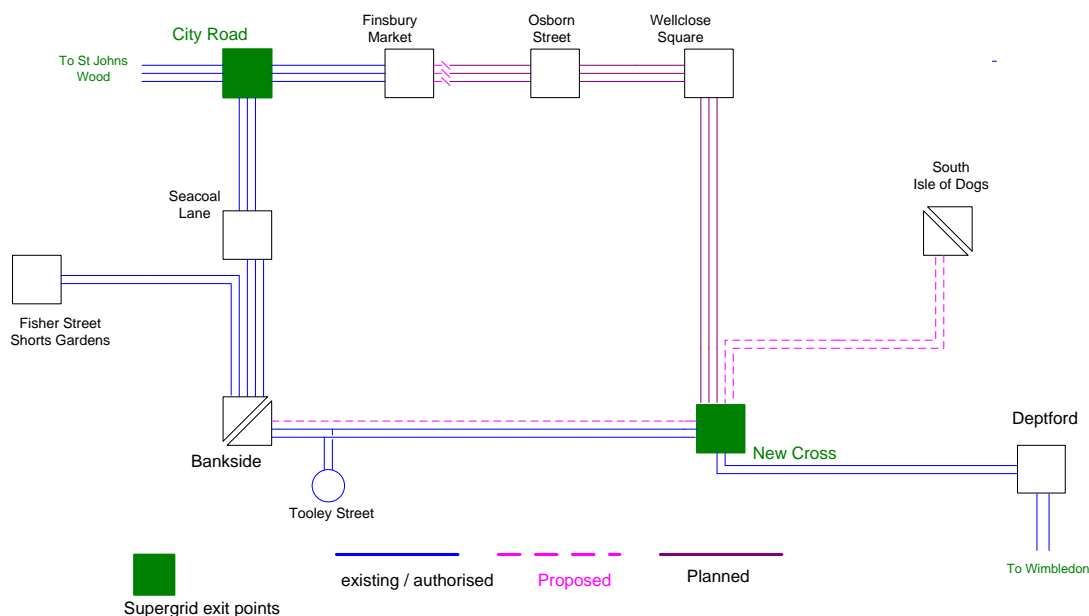 City Road
Finsbury
Market
Osborn
Street
Wellclose
Square
To St Johns
Wood
South
Isle of Dogs
Seacoal
Lane
Fisher Street
Shorts Gardens
Bankside
Tooley Street
New Cross
Deptford
To Wimbledon
Supergrid exit points
existing / authorised
Proposed
Planned